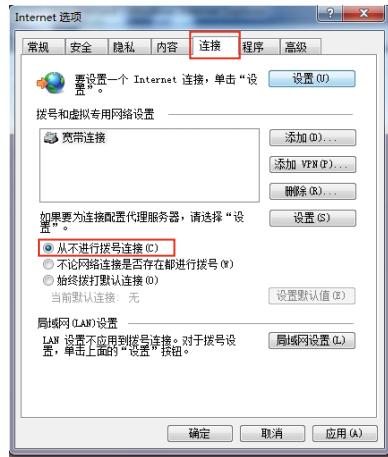 Internet 选项
常规 安全 隐私 内容 连接 程序 高级
要设置一个 Internet 连接，单击“设置”。
设置(U)
拨号和虚拟专用网络设置
宽带连接
添加(D)...
添加 VPN(P)...
删除(R)...
如果要为连接配置代理服务器，请选择“设置”。
设置(S)
从不进行拨号连接(C)
不论网络连接是否存在都进行拨号(W)
始终拨打默认连接(O)
当前默认连接: 无
设置默认值(E)
局域网(LAN)设置
LAN 设置不应用到拨号连接。对于拨号设置，单击上面的“设置”按钮。
局域网设置(L)
确定 取消 应用(A)